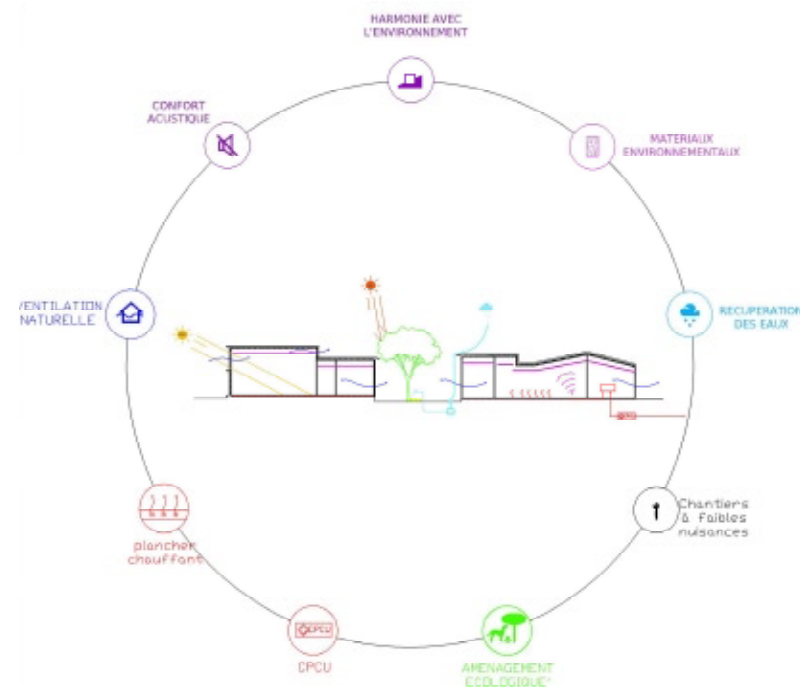 HARMONIE AVEC
L'ENVIRONNEMENT
CONFORT
ACUSTIQUE
MATERIAUX
ENVIRONNEMENTAUX
VENTILATION
NATURELLE
RECUPERATION
DES EAUX
Chantiers
à faibles
nuisances
plancher
chauffant
CPCU
CPCU
AMENAGEMENT
ECOLOGIQUE